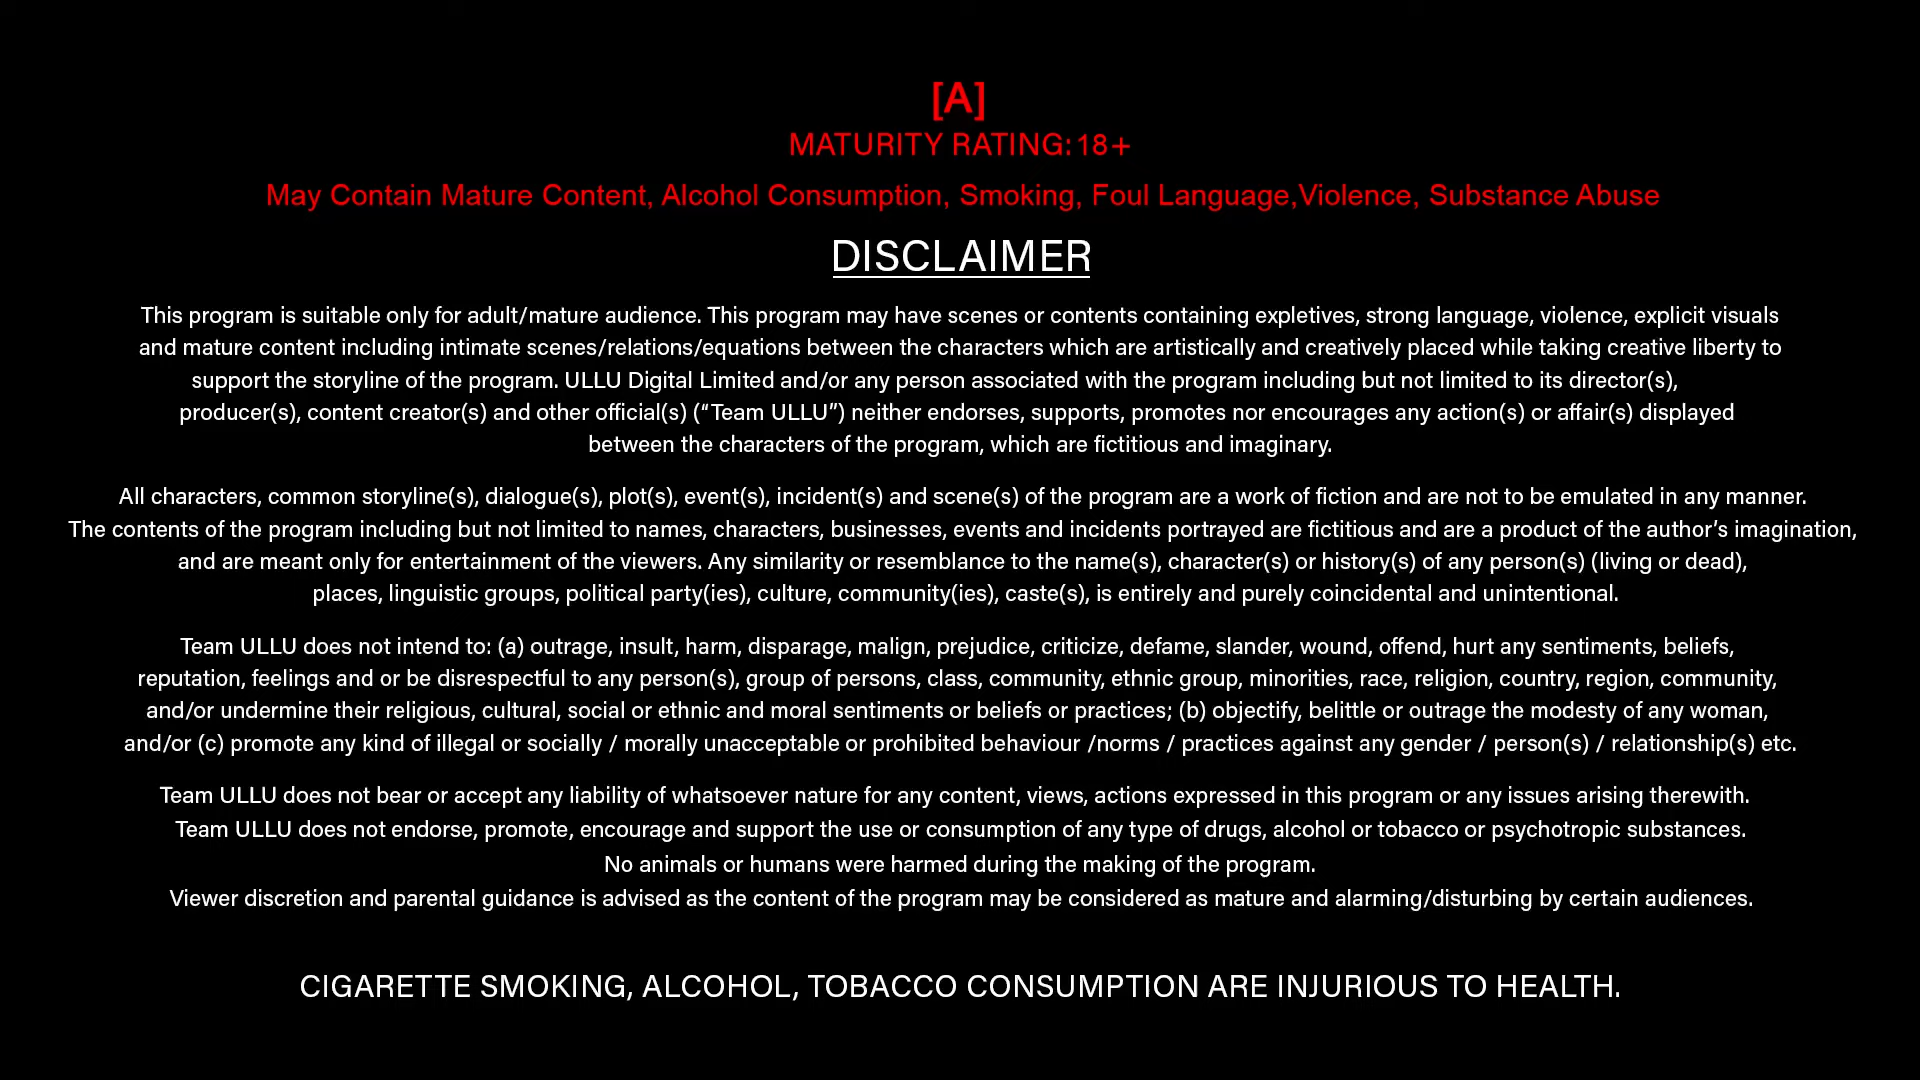 [A]
MATURITY RATING:18+
May Contain Mature Content, Alcohol Consumption, Smoking, Foul Language,Violence, Substance Abuse
DISCLAIMER
This program is suitable only for adult/mature audience. This program may have scenes or contents containing expletives, strong language, violence, explicit visuals
and mature content including intimate scenes/relations/equations between the characters which are artistically and creatively placed while taking creative liberty to
support the storyline of the program. ULLU Digital Limited and/or any person associated with the program including but not limited to its director(s),
producer(s), content creator(s) and other official(s) (“Team ULLU”) neither endorses, supports, promotes nor encourages any action(s) or affair(s) displayed
between the characters of the program, which are fictitious and imaginary.
All characters, common storyline(s), dialogue(s), plot(s), event(s), incident(s) and scene(s) of the program are a work of fiction and are not to be emulated in any manner.
The contents of the program including but not limited to names, characters, businesses, events and incidents portrayed are fictitious and are a product of the author’s imagination,
and are meant only for entertainment of the viewers. Any similarity or resemblance to the name(s), character(s) or history(s) of any person(s) (living or dead),
places, linguistic groups, political party(ies), culture, community(ies), caste(s), is entirely and purely coincidental and unintentional.
Team ULLU does not intend to: (a) outrage, insult, harm, disparage, malign, prejudice, criticize, defame, slander, wound, offend, hurt any sentiments, beliefs,
reputation, feelings and or be disrespectful to any person(s), group of persons, class, community, ethnic group, minorities, race, religion, country, region, community,
and/or undermine their religious, cultural, social or ethnic and moral sentiments or beliefs or practices; (b) objectify, belittle or outrage the modesty of any woman,
and/or (c) promote any kind of illegal or socially / morally unacceptable or prohibited behaviour /norms / practices against any gender / person(s) / relationship(s) etc.
Team ULLU does not bear or accept any liability of whatsoever nature for any content, views, actions expressed in this program or any issues arising therewith.
Team ULLU does not endorse, promote, encourage and support the use or consumption of any type of drugs, alcohol or tobacco or psychotropic substances.
No animals or humans were harmed during the making of the program.
Viewer discretion and parental guidance is advised as the content of the program may be considered as mature and alarming/disturbing by certain audiences.
CIGARETTE SMOKING, ALCOHOL, TOBACCO CONSUMPTION ARE INJURIOUS TO HEALTH.